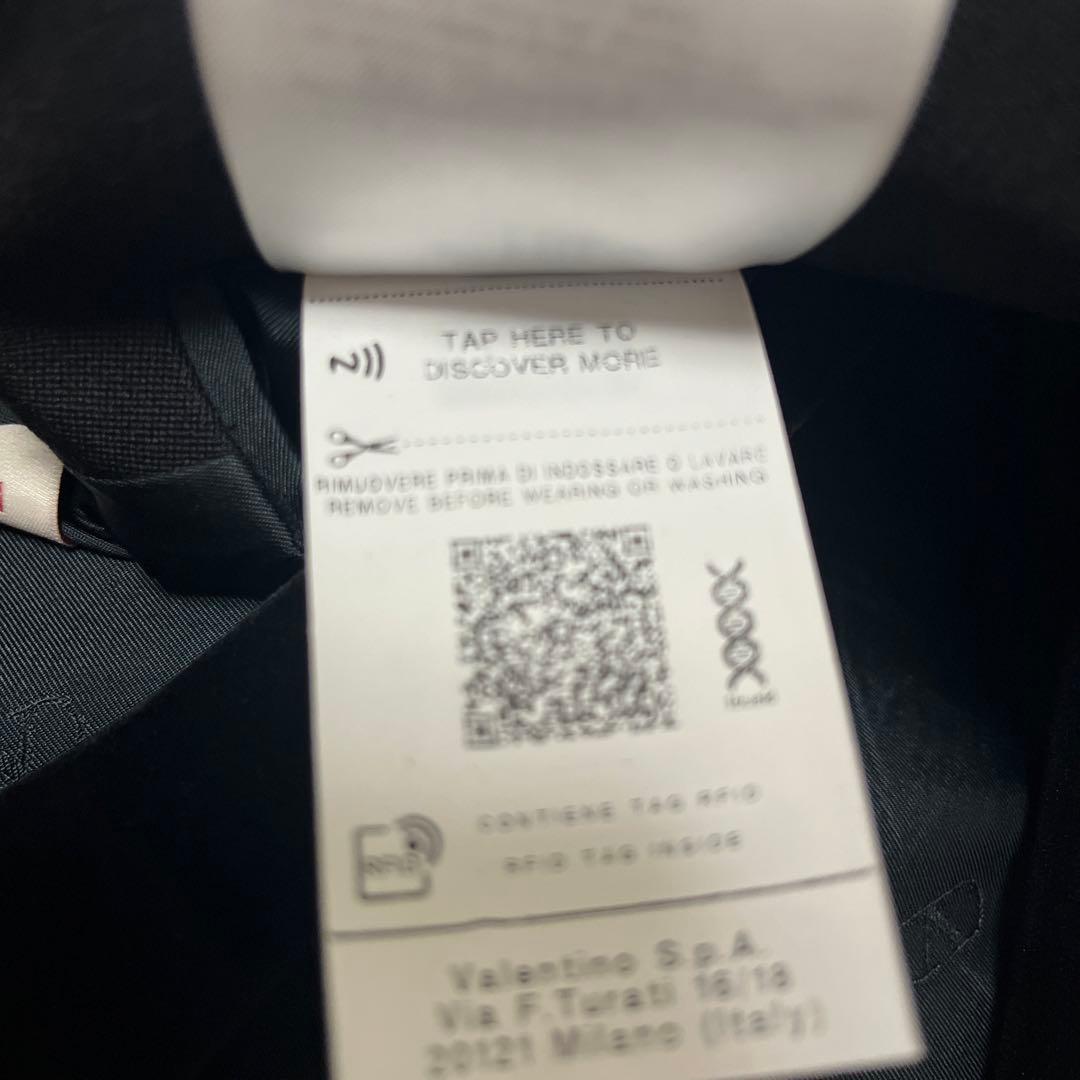 TAP HERE TO
DISCOVER MORE
RIMUOVERE PRIMA DI INDOSSARE O LAVARE
REMOVE BEFORE WEARING OR WASHING
CONTIENE TAG RFID
RFID TAG INSIDE
RFID
Valentino S.p.A.
Via F.Turati 16/18
20121 Milano (Italy)